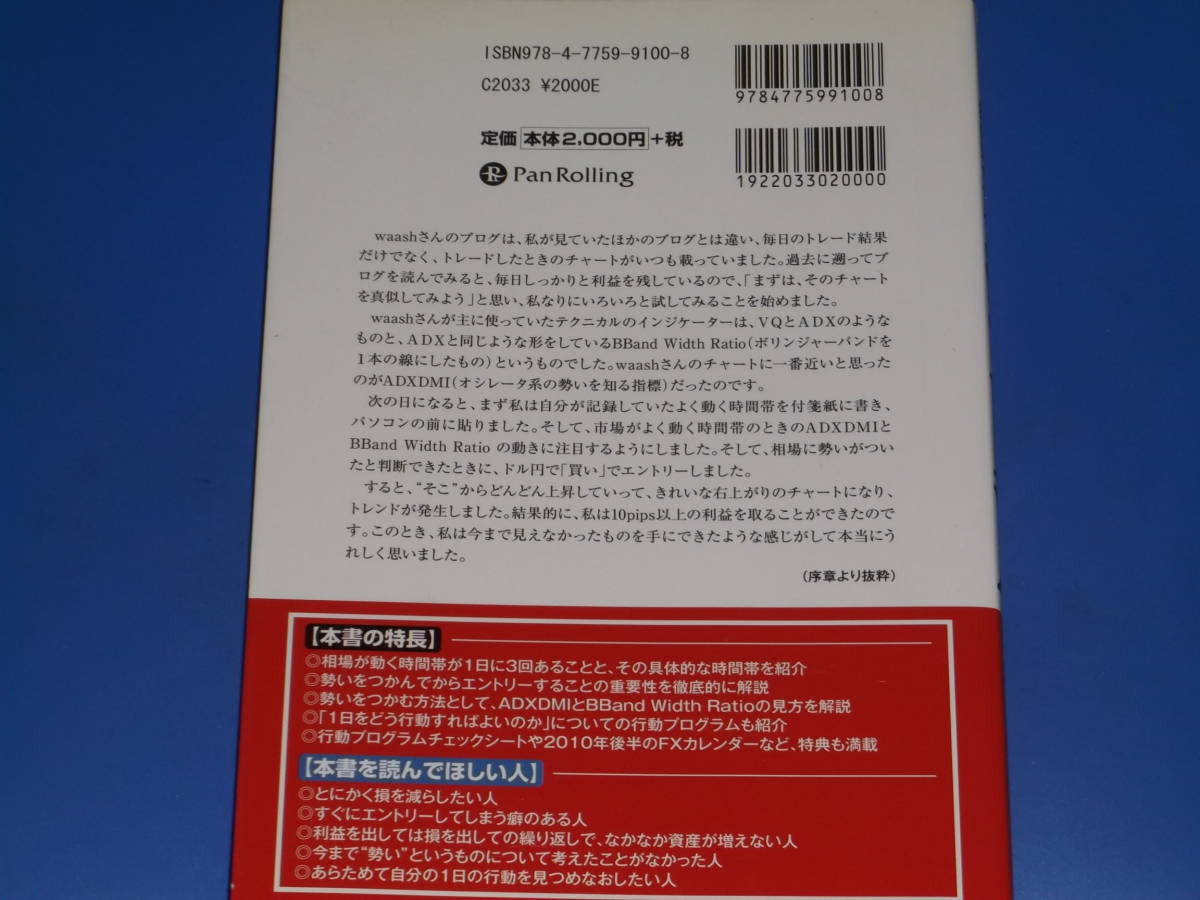 ISBN978-4-7759-9100-8
C2033 ¥2000E
9784775991008
定価 本体2,000円+税
PanRolling
1922033020000
waashさんのブログは、私が見ていたほかのブログとは違い、毎日のトレード結果
だけでなく、トレードしたときのチャートがいつも載っていました。過去に遡ってブ
ログを読んでみると、毎日しっかりと利益を残しているので、「まずは、そのチャート
を真似してみよう」と思い、私なりにいろいろと試してみることを始めました。
waashさんが主に使っていたテクニカルのインジケーターは、VQとADXのような
ものと、ADXと同じような形をしているBBand Width Ratio(ボリンジャーバンドを
1本の線にしたもの)というものでした。waashさんのチャートに一番近いと思った
のがADXDMI(オシレータ系の勢いを知る指標)だったのです。
次の日になると、まず私は自分が記録していたよく動く時間帯を付箋紙に書き、
パソコンの前に貼りました。そして、市場がよく動く時間帯のときのADXDMIと
BBand Width Ratio の動きに注目するようにしました。そして、相場に勢いがつい
たと判断できたときに、ドル円で「買い」でエントリーしました。
すると、“そこ”からどんどん上昇していって、きれいな右上がりのチャートになり、
トレンドが発生しました。結果的に、私は10pips以上の利益を取ることができたので
す。このとき、私は今まで見えなかったものを手にできたような感じがして本当にう
れしく思いました。
(序章より抜粋)
【本書の特長】
◎相場が動く時間帯が1日に3回あることと、その具体的な時間帯を紹介
◎勢いをつかんでからエントリーすることの重要性を徹底的に解説
◎勢いをつかむ方法として、ADXDMIとBBand Width Ratioの見方を解説
◎「1日をどう行動すればよいのか」についての行動プログラムも紹介
◎行動プログラムチェックシートや2010年後半のFXカレンダーなど、特典も満載
【本書を読んでほしい人】
◎とにかく損を減らしたい人
◎すぐにエントリーしてしまう癖のある人
◎利益を出しては損を出しての繰り返しで、なかなか資産が増えない人
◎今まで“勢い”というものについて考えたことがなかった人
◎あらためて自分の1日の行動を見つめなおしたい人